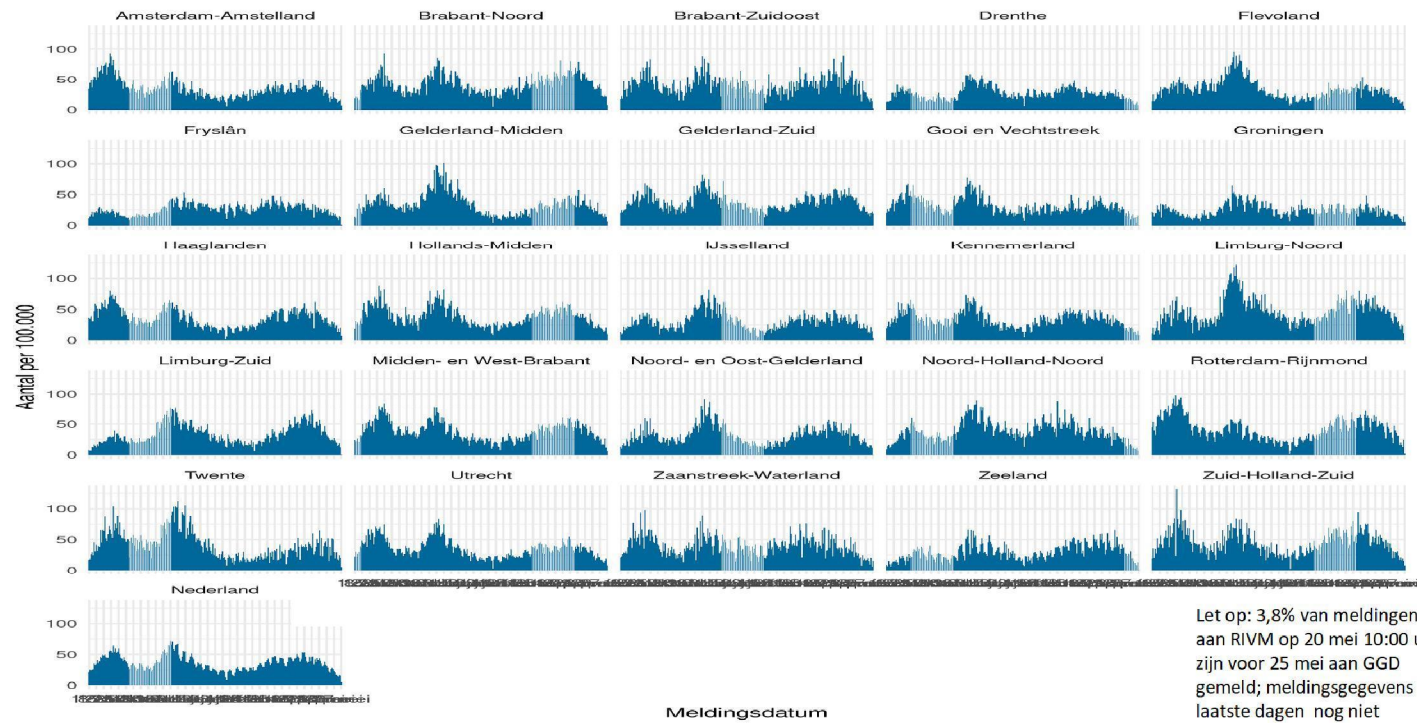 Amsterdam-Amstelland Brabant-Noord Brabant-Zuidoost Drenthe Flevoland
100
50
0
Fryslân Gelderland-Midden Gelderland-Zuid Gooi en Vechtstreek Groningen
100
50
0
Haaglanden Hollands-Midden IJsselland Kennemerland Limburg-Noord
100
50
0
Limburg-Zuid Midden- en West-Brabant Noord- en Oost-Gelderland Noord-Holland-Noord Rotterdam-Rijnmond
100
50
0
Twente Utrecht Zaanstreek-Waterland Zeeland Zuid-Holland-Zuid
100
50
0
Nederland
100
50
0
Aantal per 100.000
Meldingsdatum
Let op: 3,8% van meldingen
aan RIVM op 20 mei 10:00 u
zijn voor 25 mei aan GGD
gemeld; meldingsgegevens
laatste dagen nog niet